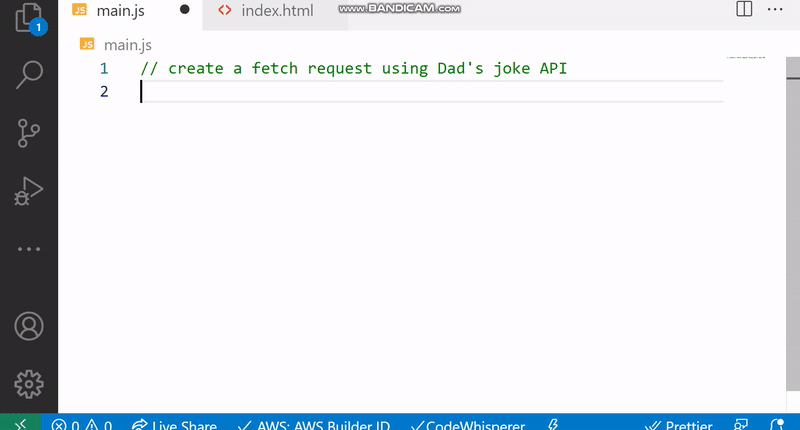 JS main.js ● <> index.html
www.BANDICAM.com
JS main.js
1 // create a fetch request using Dad's joke API
2
1
0 0 Live Share ✓ AWS: AWS Builder ID ✓CodeWhisperer Prettier